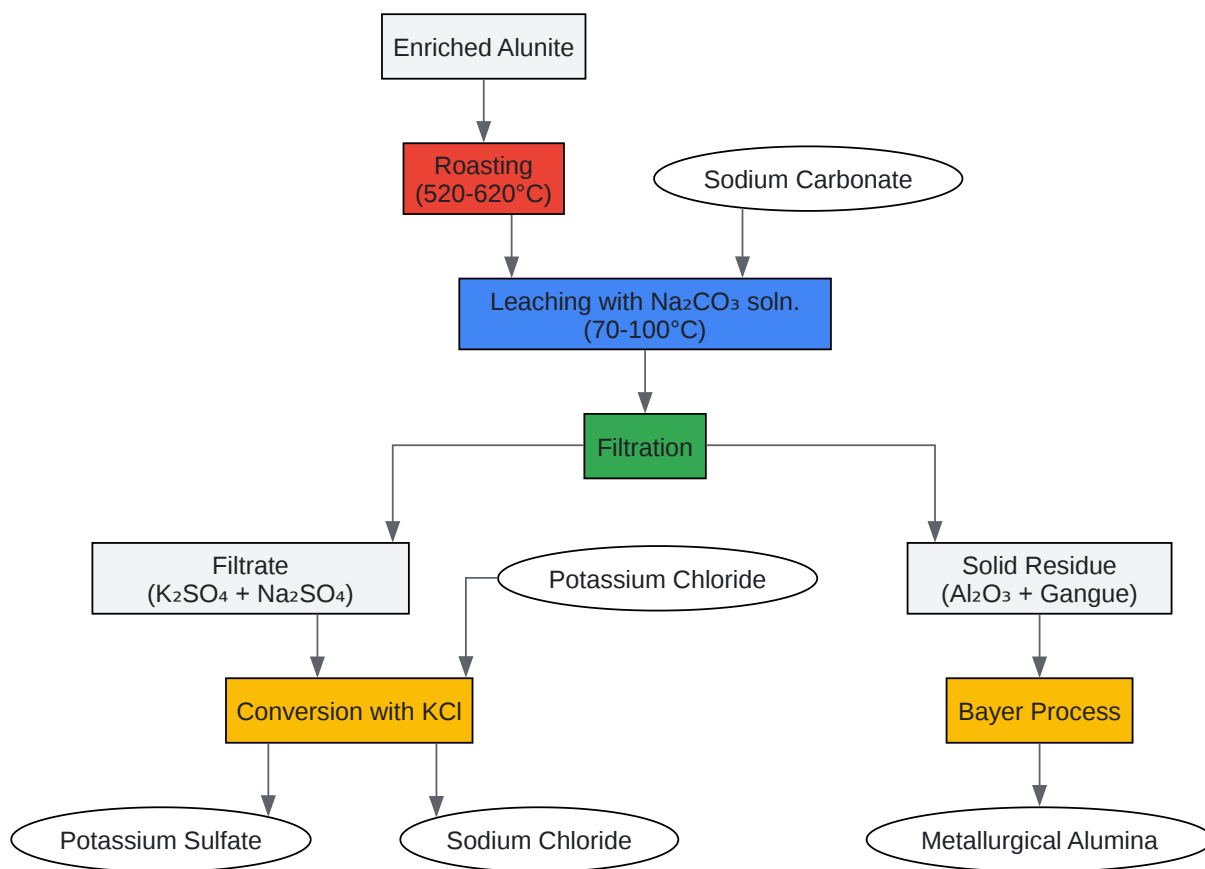 Enriched Alunite
Roasting
(520-620°C)
Sodium Carbonate
Leaching with Na₂CO₃ soln.
(70-100°C)
Filtration
Filtrate
(K₂SO₄ + Na₂SO₄)
Potassium Chloride
Solid Residue
(Al₂O₃ + Gangue)
Conversion with KCl
Bayer Process
Potassium Sulfate
Sodium Chloride
Metallurgical Alumina